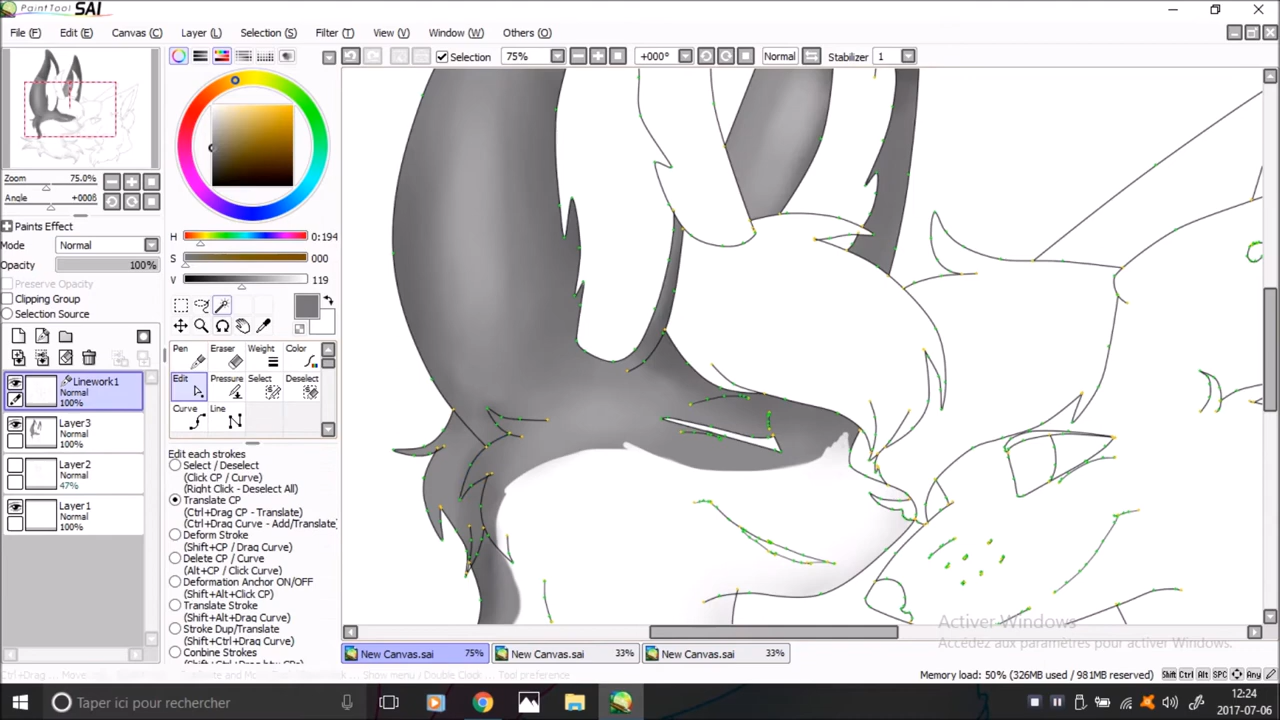 PaintTool SAI
File (F) Edit (E) Canvas (C) Layer (L) Selection (S) Filter (T) View (V) Window (W) Others (O)
Selection 75% +000° Normal Stabilizer 1
Zoom 75.0%
Angle
Paints Effect
Mode Normal
Opacity 100%
Preserve Opacity
Clipping Group
Selection Source
Linework1
Normal
100%
Layer3
Normal
100%
Layer2
Normal
47%
Layer1
Normal
100%
H 0:194
S 000
V 119
Pen Eraser Weight Color
Edit Pressure Select Deselect
Curve Line
Edit each strokes
Select / Deselect
(Click CP / Curve)
(Right Click - Deselect All)
Translate CP
(Ctrl+Drag CP - Translate)
(Ctrl+Drag Curve - Add/Translate)
Deform Stroke
(Shift+CP / Drag Curve)
Delete CP / Curve
(Alt+CP / Click Curve)
Deformation Anchor ON/OFF
(Shift+Alt+Click CP)
Translate Stroke
(Shift+Alt+Drag Curve)
Stroke Dup/Translate
(Shift+Ctrl+Drag Curve)
Combine Strokes
Activer Windows
Accédez aux paramètres pour activer Windows.
New Canvas.sai 75% New Canvas.sai 33% New Canvas.sai 33%
Memory load: 50% (326MB used / 981MB reserved) Shift Ctrl Alt SPC Any
Taper ici pour rechercher
12:24
2017-07-06